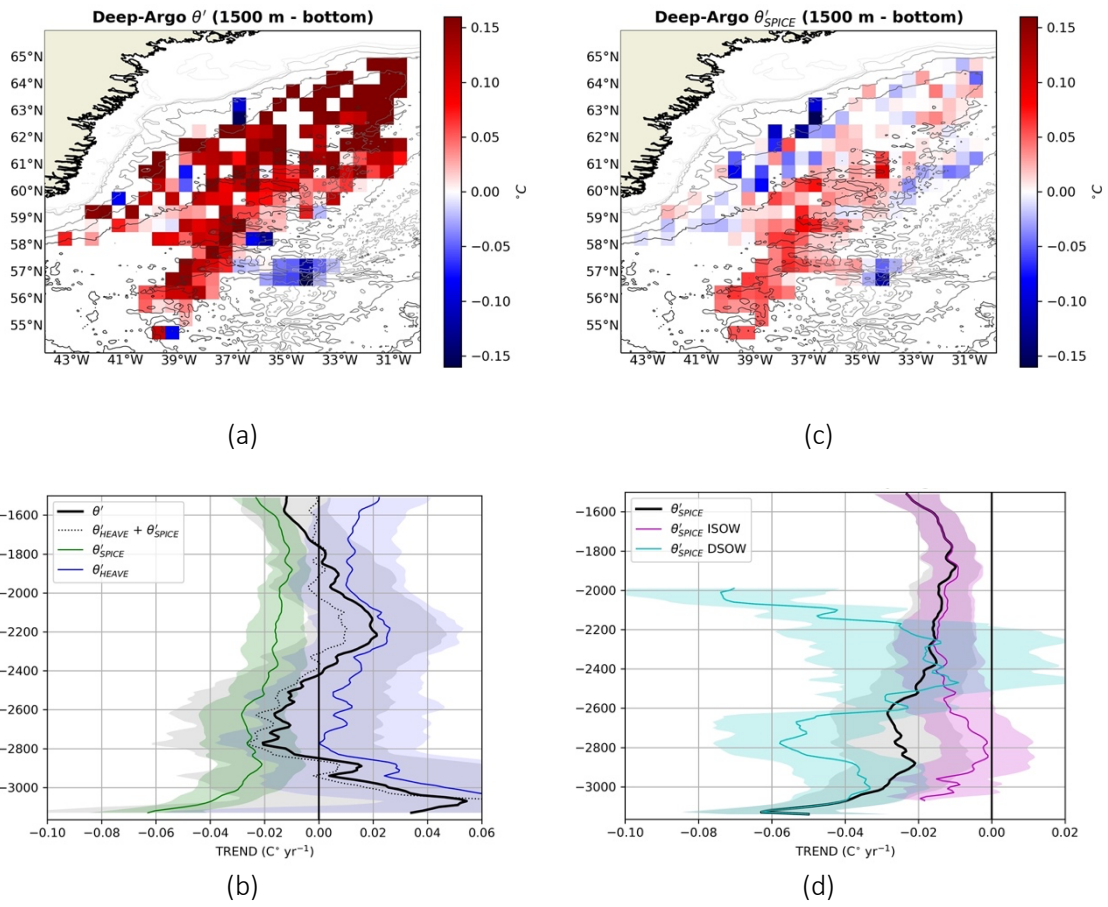 Deep-Argo θ′ (1500 m - bottom)
65°N
64°N
63°N
62°N
61°N
60°N
59°N
58°N
57°N
56°N
55°N
43°W 41°W 39°W 37°W 35°W 33°W 31°W
0.15
0.10
0.05
0.00
−0.05
−0.10
−0.15
°C
(a)
Deep-Argo θ′SPICE (1500 m - bottom)
65°N
64°N
63°N
62°N
61°N
60°N
59°N
58°N
57°N
56°N
55°N
43°W 41°W 39°W 37°W 35°W 33°W 31°W
0.15
0.10
0.05
0.00
−0.05
−0.10
−0.15
°C
(c)
θ′
θ′HEAVE + θ′SPICE
θ′SPICE
θ′HEAVE
−1600
−1800
−2000
−2200
−2400
−2600
−2800
−3000
−0.10 −0.08 −0.06 −0.04 −0.02 0.00 0.02 0.04 0.06
TREND (C° yr⁻¹)
(b)
θ′SPICE
θ′SPICE ISOW
θ′SPICE DSOW
−1600
−1800
−2000
−2200
−2400
−2600
−2800
−3000
−0.10 −0.08 −0.06 −0.04 −0.02 0.00 0.02
TREND (C° yr⁻¹)
(d)